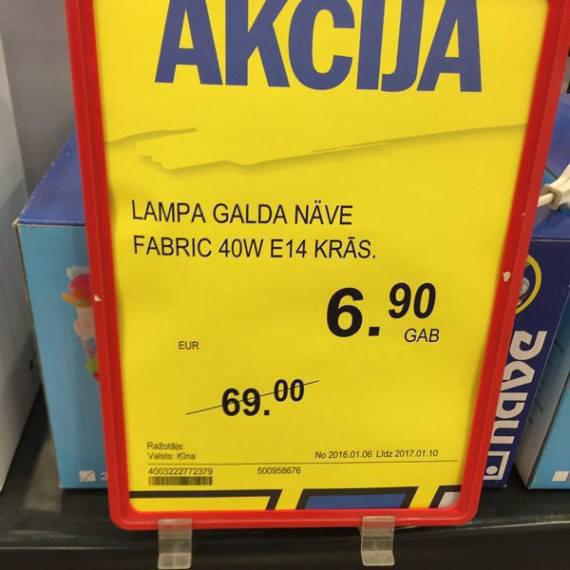 AKCIJA
LAMPA GALDA NÄVE
FABRIC 40W E14 KRĀS.
6.90
GAB
EUR
69.00
Ražotājs:
Valsts: Ķīna
No 2016.01.06 Līdz 2017.01.10
4003222772379 500958676
näve